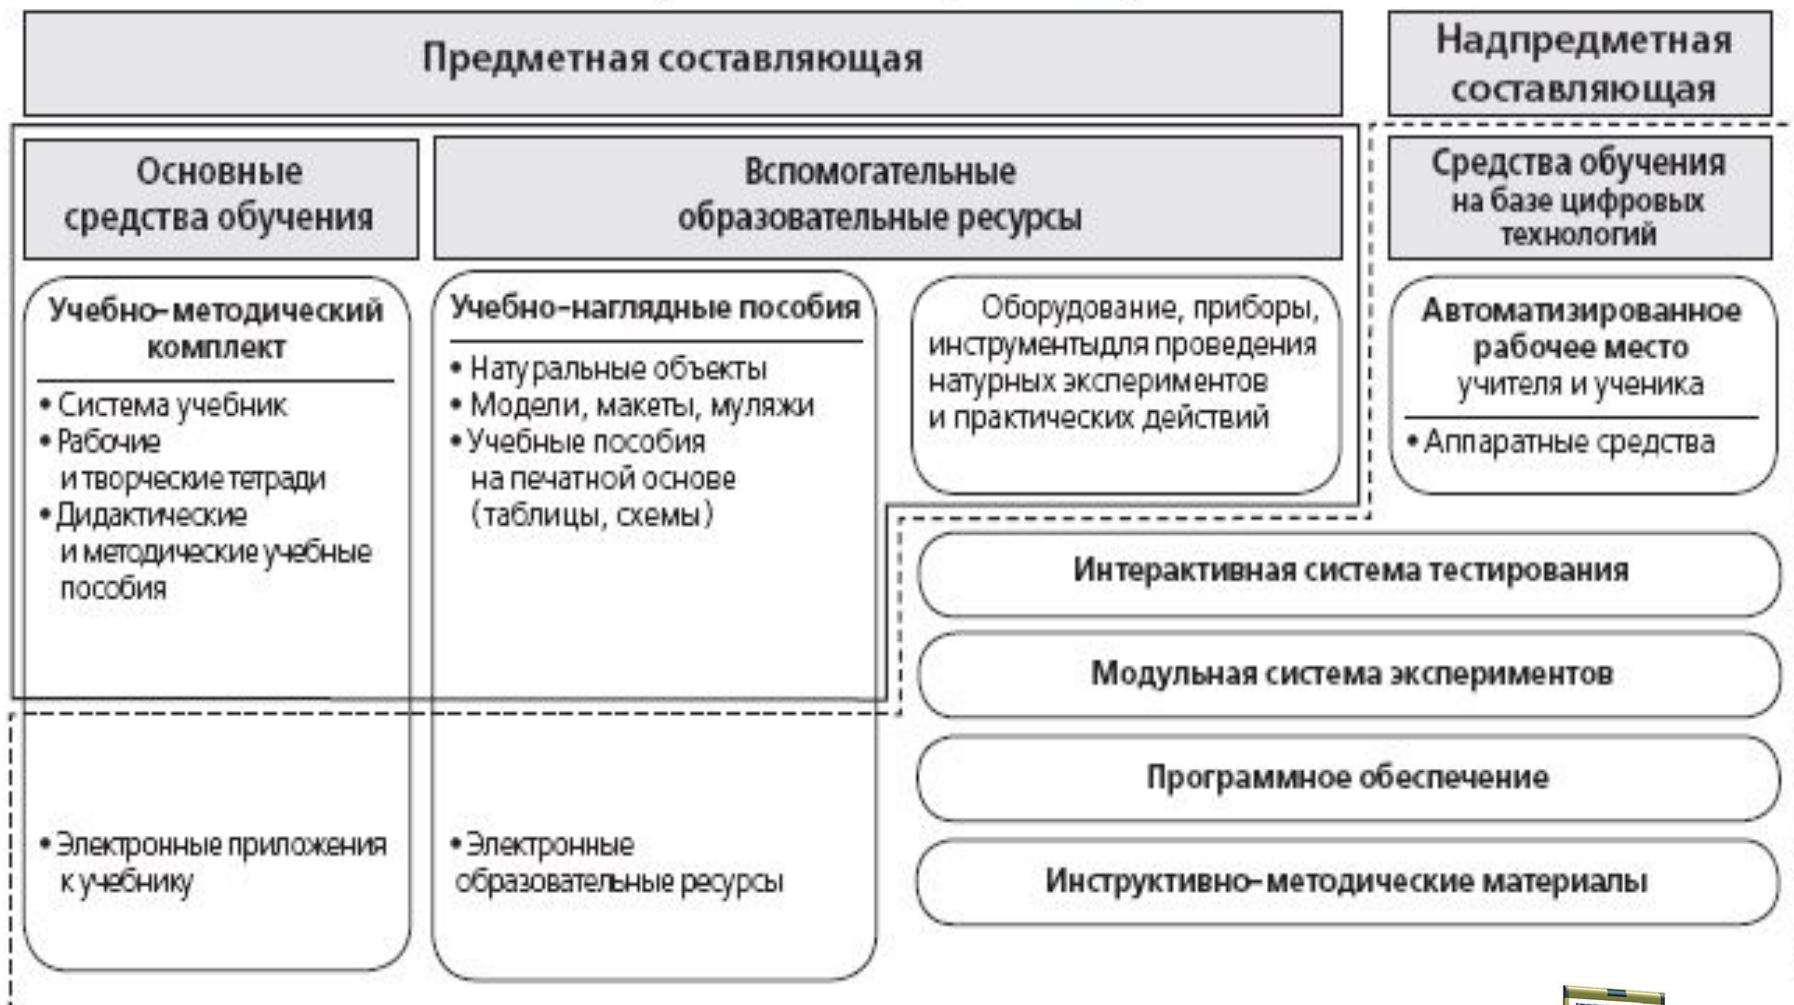 Предметная составляющая
Надпредметная
составляющая
Основные
средства обучения
Вспомогательные
образовательные ресурсы
Средства обучения
на базе цифровых
технологий
Учебно-методический
комплект
• Система учебник
• Рабочие
и творческие тетради
• Дидактические
и методические учебные
пособия
• Электронные приложения
к учебнику
Учебно-наглядные пособия
• Натуральные объекты
• Модели, макеты, муляжи
• Учебные пособия
на печатной основе
(таблицы, схемы)
• Электронные
образовательные ресурсы
Оборудование, приборы,
инструментыдля проведения
натурных экспериментов
и практических действий
Автоматизированное
рабочее место
учителя и ученика
• Аппаратные средства
Интерактивная система тестирования
Модульная система экспериментов
Программное обеспечение
Инструктивно-методические материалы